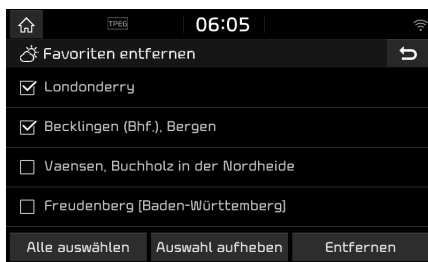 TPEG 06:05
Favoriten entfernen
Londonderry
Becklingen (Bhf.), Bergen
Vaensen, Buchholz in der Nordheide
Freudenberg [Baden-Württemberg]
Alle auswählen Auswahl aufheben Entfernen